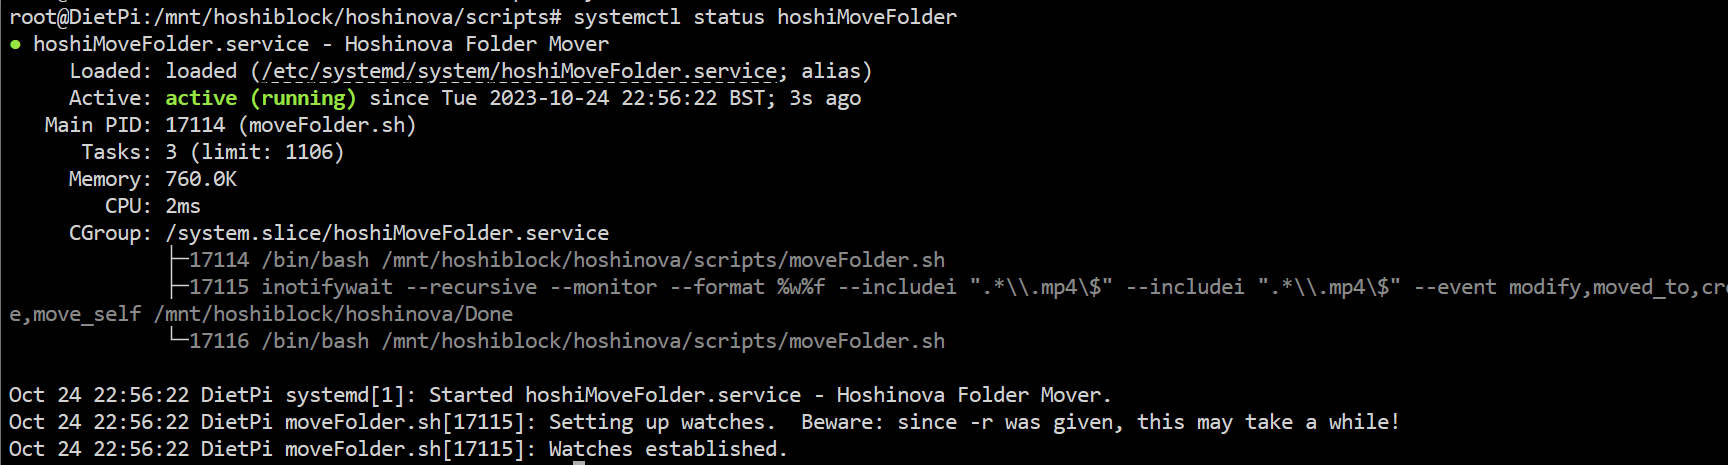 root@DietPi:/mnt/hoshiblock/hoshinova/scripts# systemctl status hoshiMoveFolder
● hoshiMoveFolder.service - Hoshinova Folder Mover
Loaded: loaded (/etc/systemd/system/hoshiMoveFolder.service; alias)
Active: active (running) since Tue 2023-10-24 22:56:22 BST; 3s ago
Main PID: 17114 (moveFolder.sh)
Tasks: 3 (limit: 1106)
Memory: 760.0K
CPU: 2ms
CGroup: /system.slice/hoshiMoveFolder.service
├─17114 /bin/bash /mnt/hoshiblock/hoshinova/scripts/moveFolder.sh
├─17115 inotifywait --recursive --monitor --format %w%f --includei ".*\\.mp4\$" --includei ".*\\.mp4\$" --event modify,moved_to,cre
e,move_self /mnt/hoshiblock/hoshinova/Done
└─17116 /bin/bash /mnt/hoshiblock/hoshinova/scripts/moveFolder.sh
Oct 24 22:56:22 DietPi systemd[1]: Started hoshiMoveFolder.service - Hoshinova Folder Mover.
Oct 24 22:56:22 DietPi moveFolder.sh[17115]: Setting up watches.  Beware: since -r was given, this may take a while!
Oct 24 22:56:22 DietPi moveFolder.sh[17115]: Watches established.